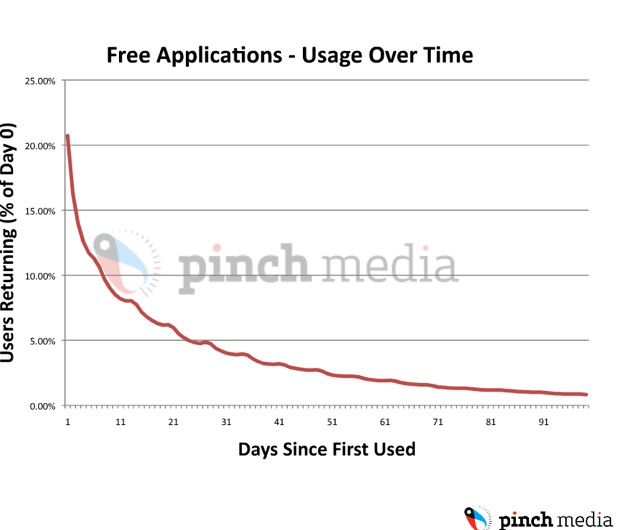 Free Applications - Usage Over Time
Users Returning (% of Day 0)
25.00%
20.00%
15.00%
10.00%
5.00%
0.00%
pinch media
1 11 21 31 41 51 61 71 81 91
Days Since First Used
pinch media